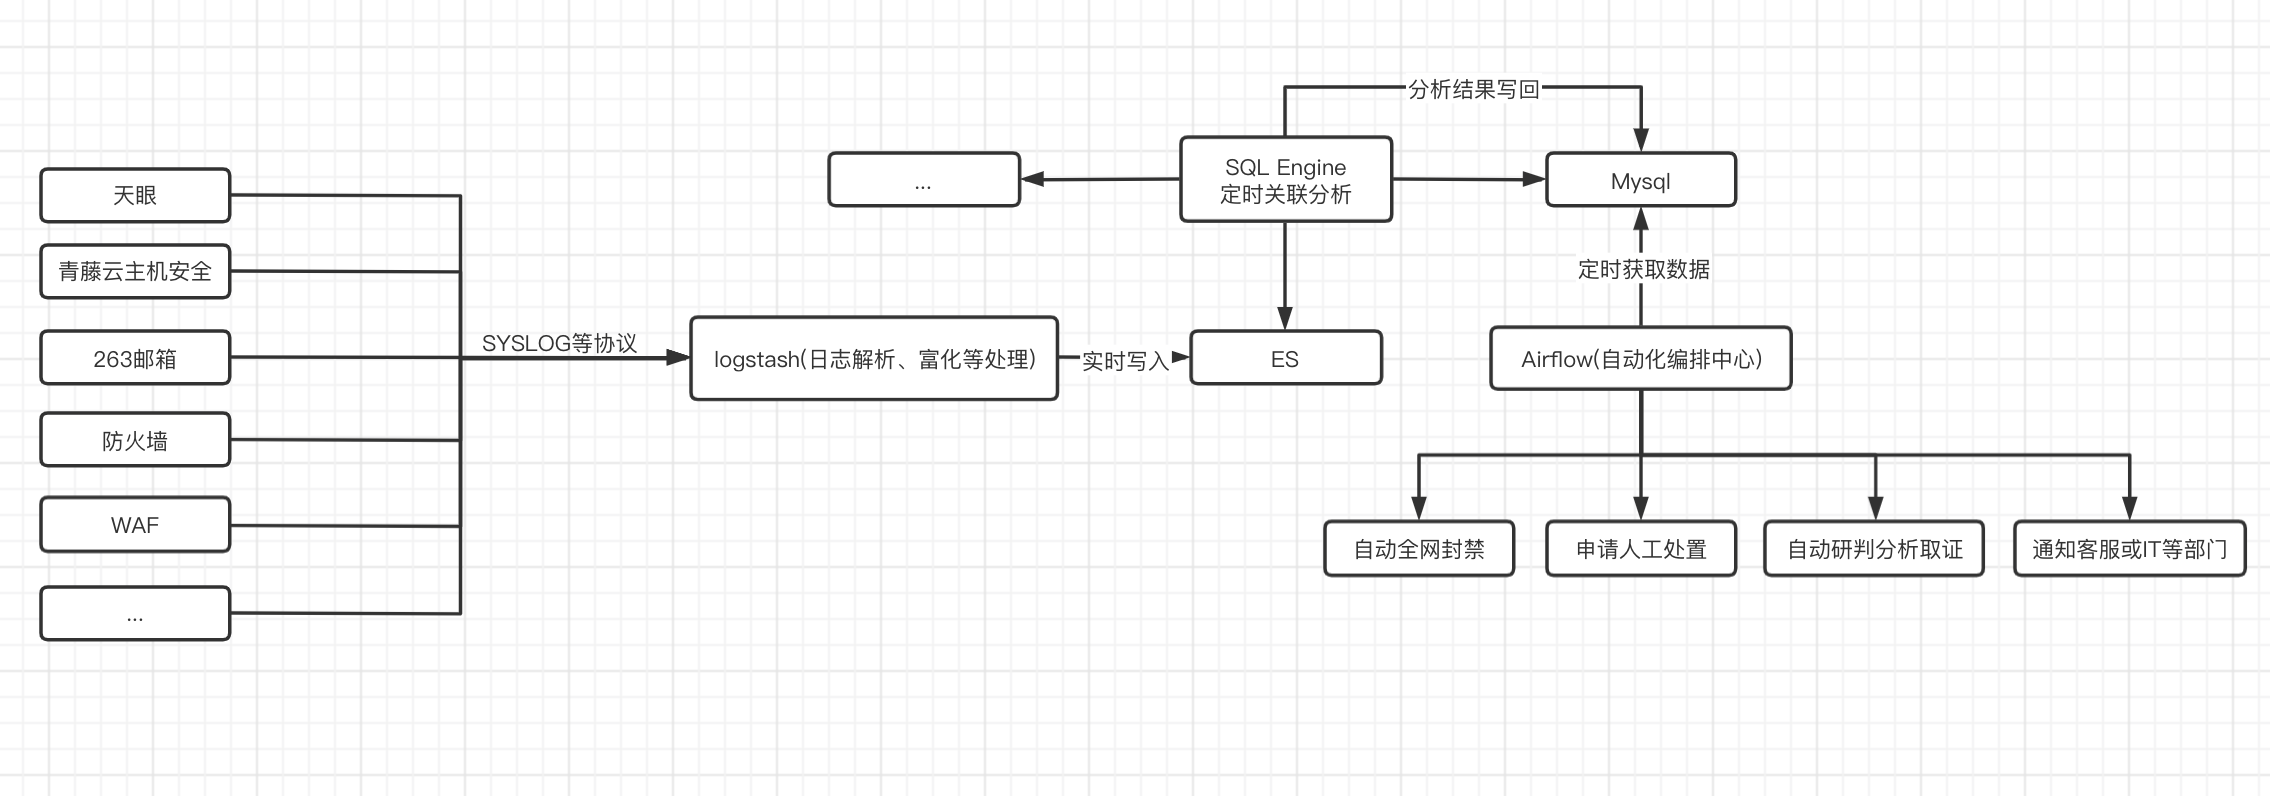 天眼
青藤云主机安全
263邮箱
防火墙
WAF
...
SYSLOG等协议
logstash(日志解析、富化等处理)
实时写入
ES
...
SQL Engine
定时关联分析
分析结果写回
Mysql
定时获取数据
Airflow(自动化编排中心)
自动全网封禁
申请人工处置
自动研判分析取证
通知客服或IT等部门